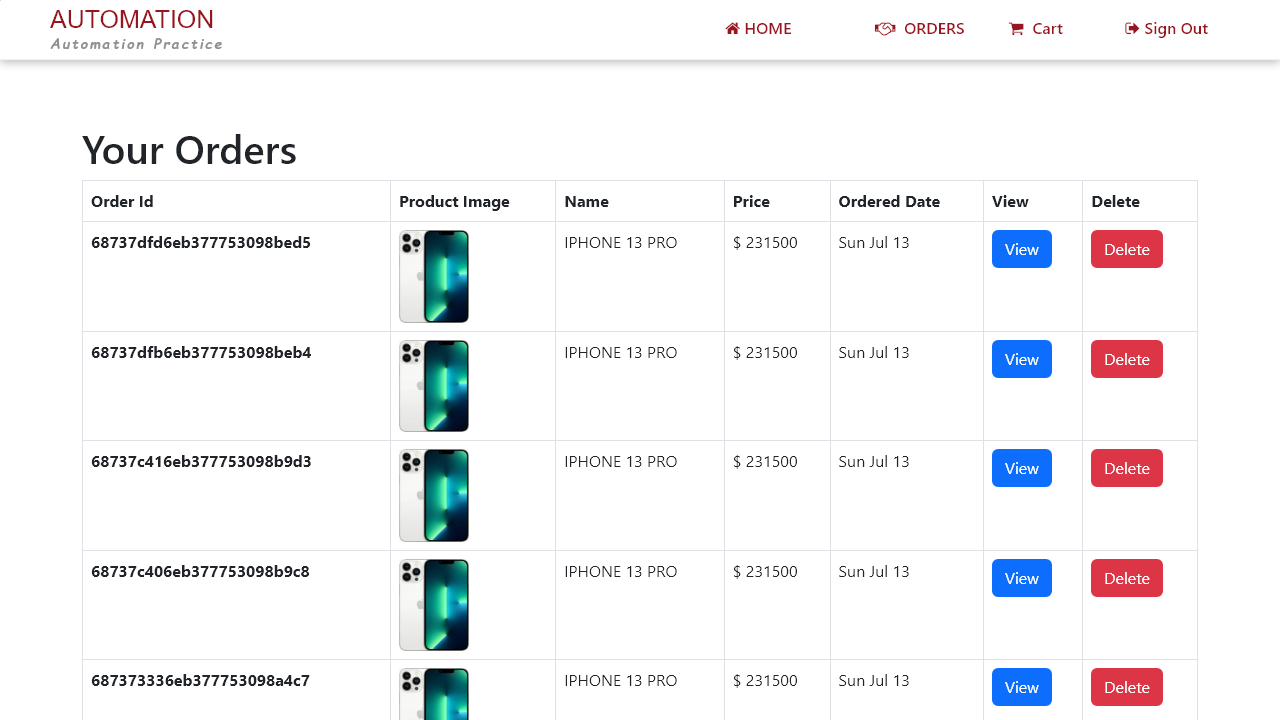 AUTOMATION
Automation Practice
HOME
ORDERS
Cart
Sign Out
Your Orders
Order Id Product Image Name Price Ordered Date View Delete
68737dfd6eb377753098bed5 IPHONE 13 PRO $ 231500 Sun Jul 13 View Delete
68737dfb6eb377753098beb4 IPHONE 13 PRO $ 231500 Sun Jul 13 View Delete
68737c416eb377753098b9d3 IPHONE 13 PRO $ 231500 Sun Jul 13 View Delete
68737c406eb377753098b9c8 IPHONE 13 PRO $ 231500 Sun Jul 13 View Delete
687373336eb377753098a4c7 IPHONE 13 PRO $ 231500 Sun Jul 13 View Delete